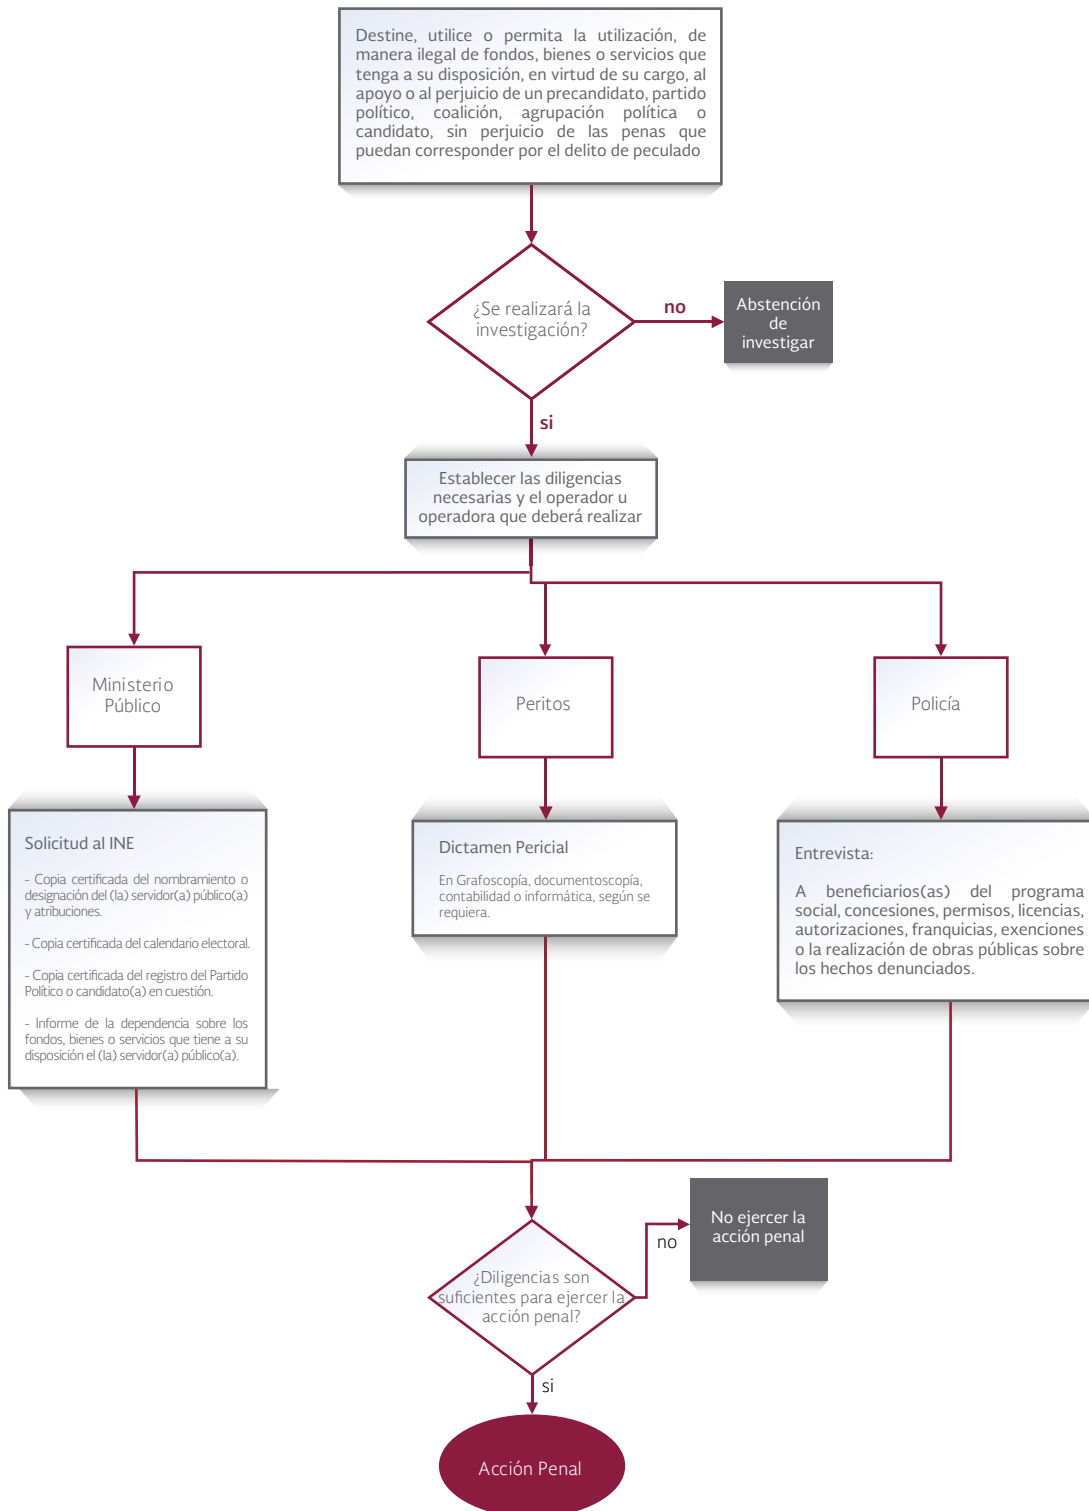 Destine, utilice o permita la utilización, de
manera ilegal de fondos, bienes o servicios que
tenga a su disposición, en virtud de su cargo, al
apoyo o al perjuicio de un precandidato, partido
político, coalición, agrupación política o
candidato, sin perjuicio de las penas que
puedan corresponder por el delito de peculado
¿Se realizará la
investigación?
no
Abstención
de
investigar
si
Establecer las diligencias
necesarias y el operador u
operadora que deberá realizar
Ministerio
Público
Peritos
Policía
Solicitud al INE
- Copia certificada del nombramiento o
designación del (la) servidor(a) público(a)
y atribuciones.
- Copia certificada del calendario electoral.
- Copia certificada del registro del Partido
Político o candidato(a) en cuestión.
- Informe de la dependencia sobre los
fondos, bienes o servicios que tiene a su
disposición el (la) servidor(a) público(a).
Dictamen Pericial
En Grafoscopía, documentoscopía,
contabilidad o informática, según se
requiera.
Entrevista:
A beneficiarios(as) del programa
social, concesiones, permisos, licencias,
autorizaciones, franquicias, exenciones
o la realización de obras públicas sobre
los hechos denunciados.
¿Diligencias son
suficientes para ejercer la
acción penal?
no
No ejercer la
acción penal
si
Acción Penal